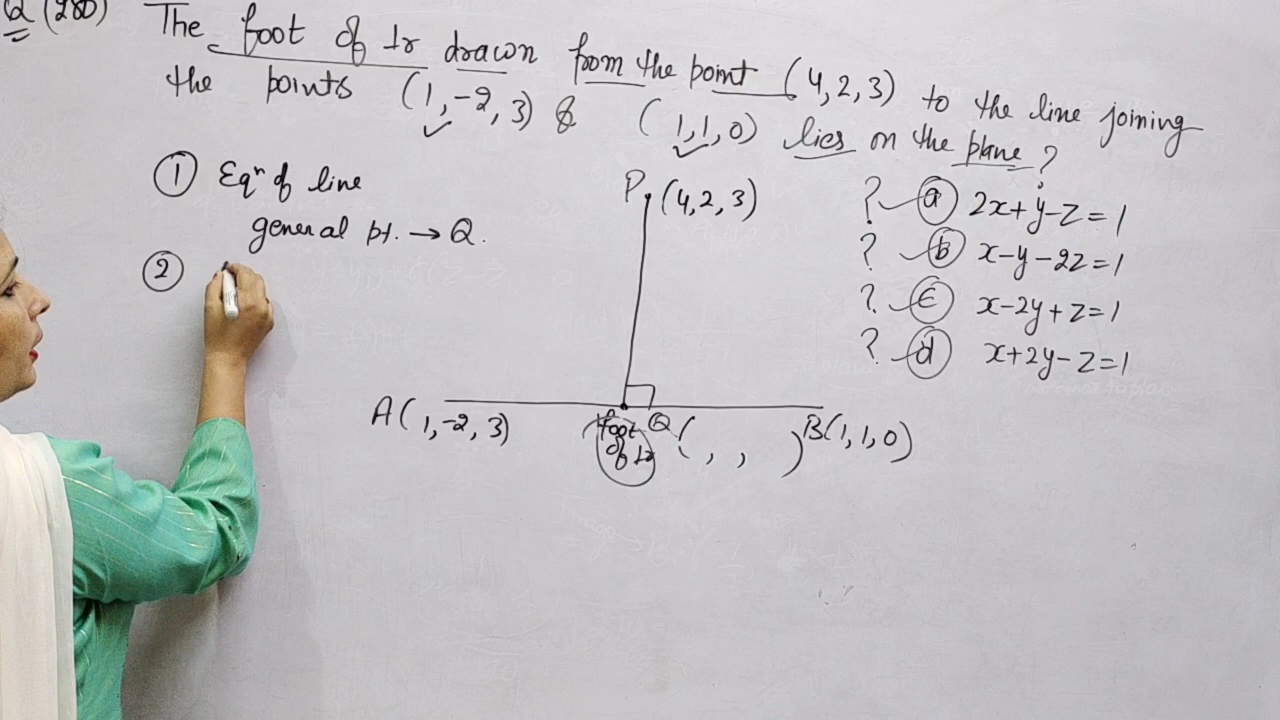 Q (280) The foot of ⊥r drawn from the point (4,2,3) to the line joining
the points (1,-2,3) & (1,1,0) lies on the plane?
① Eqⁿ of line
general pt. → Q.
②
P (4,2,3)
A(1,-2,3)
foot of ⊥r
Q ( , , )
B(1,1,0)
? ⓐ 2x+y-z=1
? ⓑ x-y-2z=1
? ⓒ x-2y+z=1
? ⓓ x+2y-z=1